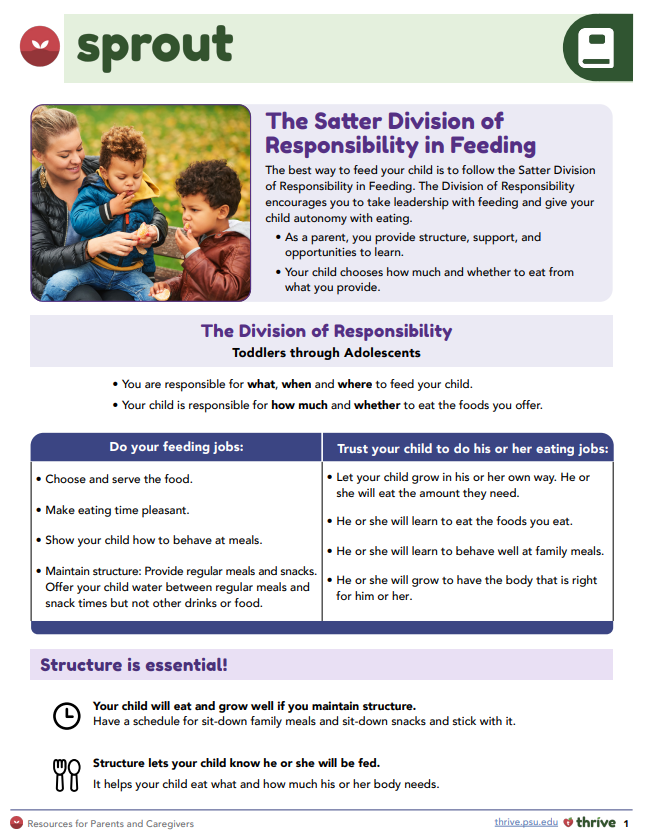 sprout
The Satter Division of
Responsibility in Feeding
The best way to feed your child is to follow the Satter Division
of Responsibility in Feeding. The Division of Responsibility
encourages you to take leadership with feeding and give your
child autonomy with eating.
• As a parent, you provide structure, support, and
opportunities to learn.
• Your child chooses how much and whether to eat from
what you provide.
The Division of Responsibility
Toddlers through Adolescents
• You are responsible for what, when and where to feed your child.
• Your child is responsible for how much and whether to eat the foods you offer.
Do your feeding jobs:
• Choose and serve the food.
• Make eating time pleasant.
• Show your child how to behave at meals.
• Maintain structure: Provide regular meals and snacks.
Offer your child water between regular meals and
snack times but not other drinks or food.
Trust your child to do his or her eating jobs:
• Let your child grow in his or her own way. He or
she will eat the amount they need.
• He or she will learn to eat the foods you eat.
• He or she will learn to behave well at family meals.
• He or she will grow to have the body that is right
for him or her.
Structure is essential!
Your child will eat and grow well if you maintain structure.
Have a schedule for sit-down family meals and sit-down snacks and stick with it.
Structure lets your child know he or she will be fed.
It helps your child eat what and how much his or her body needs.
Resources for Parents and Caregivers
thrive.psu.edu thrive 1